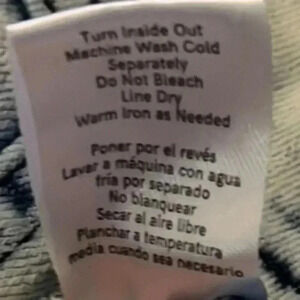 Turn Inside Out
Machine Wash Cold
Separately
Do Not Bleach
Line Dry
Warm Iron as Needed
Poner por el revés
Lavar a máquina con agua
fría por separado
No blanquear
Secar al aire libre
Planchar a temperatura
media cuando sea necesario